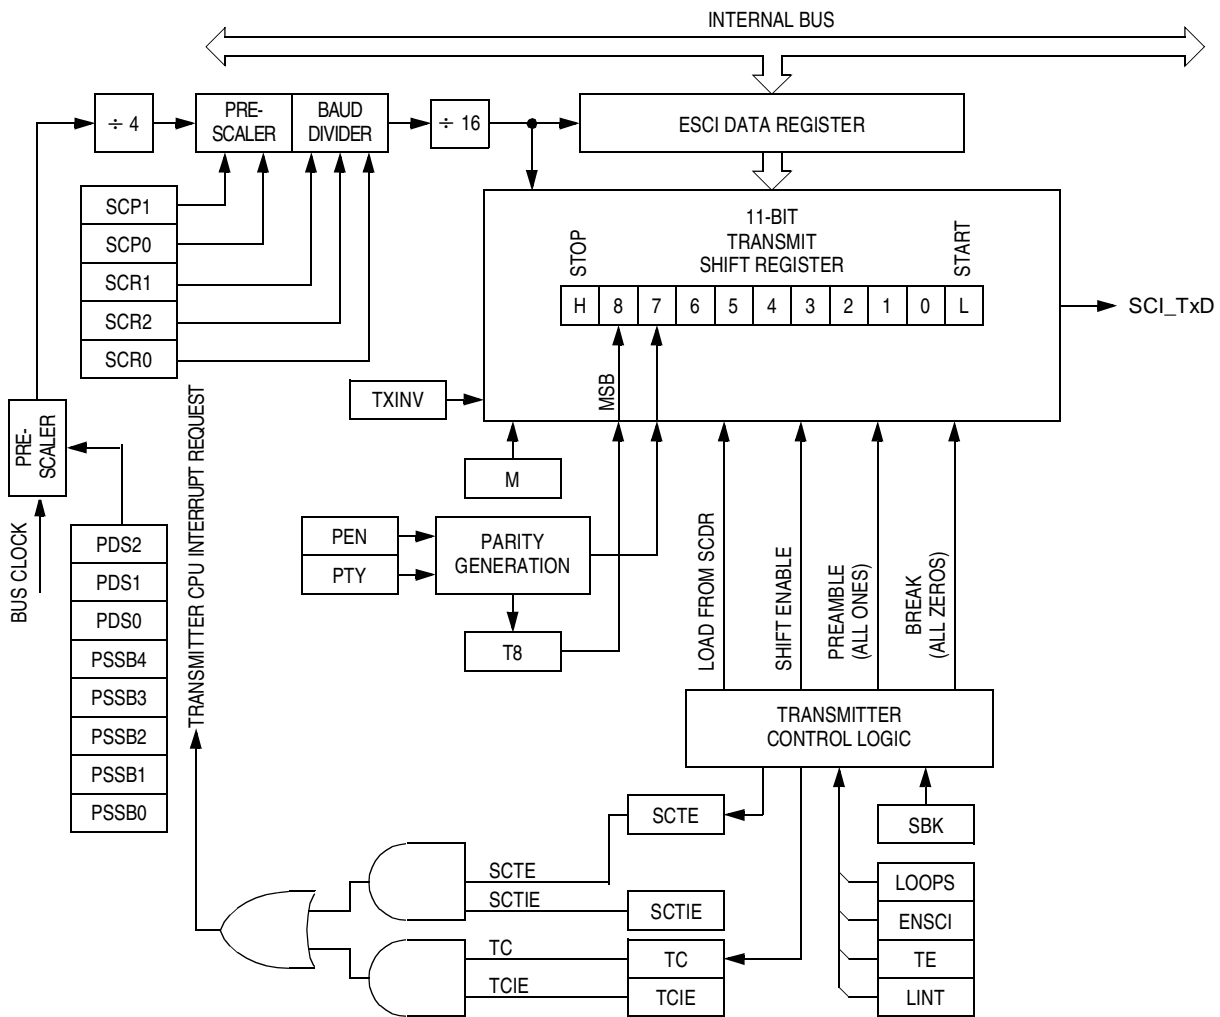 INTERNAL BUS
÷ 4
PRE-
SCALER
BAUD
DIVIDER
÷ 16
ESCI DATA REGISTER
SCP1
SCP0
SCR1
SCR2
SCR0
11-BIT
TRANSMIT
SHIFT REGISTER
STOP
START
H 8 7 6 5 4 3 2 1 0 L
SCI_TxD
MSB
TXINV
M
PRE-
SCALER
BUS CLOCK
PDS2
PDS1
PDS0
PSSB4
PSSB3
PSSB2
PSSB1
PSSB0
TRANSMITTER CPU INTERRUPT REQUEST
PEN
PTY
PARITY
GENERATION
T8
LOAD FROM SCDR
SHIFT ENABLE
PREAMBLE
(ALL ONES)
BREAK
(ALL ZEROS)
TRANSMITTER
CONTROL LOGIC
SCTE
SBK
SCTE
SCTIE
SCTIE
TC
TC
TCIE
TCIE
LOOPS
ENSCI
TE
LINT